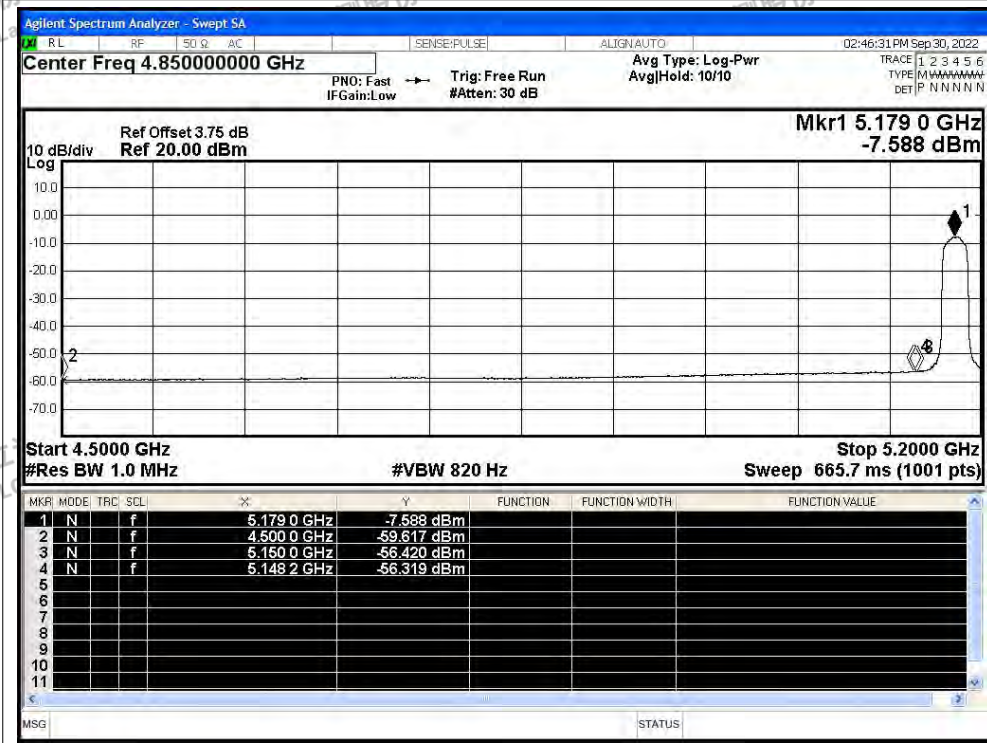 Agilent Spectrum Analyzer - Swept SA
LXI RL RF 50 Ω AC SENSE:PULSE ALIGN AUTO 02:46:31 PM Sep 30, 2022
Center Freq 4.850000000 GHz
PNO: Fast
IFGain:Low
Trig: Free Run
#Atten: 30 dB
Avg Type: Log-Pwr
Avg|Hold: 10/10
TRACE 1 2 3 4 5 6
TYPE M WWWWW
DET P N N N N N
Ref Offset 3.75 dB
10 dB/div Ref 20.00 dBm
Log
Mkr1 5.179 0 GHz
-7.588 dBm
10.0
0.00
-10.0
-20.0
-30.0
-40.0
-50.0
-60.0
-70.0
1
2
4
Start 4.5000 GHz Stop 5.2000 GHz
#Res BW 1.0 MHz #VBW 820 Hz Sweep 665.7 ms (1001 pts)
MKR MODE TRC SCL X Y FUNCTION FUNCTION WIDTH FUNCTION VALUE
1 N f 5.179 0 GHz -7.588 dBm
2 N f 4.500 0 GHz -59.617 dBm
3 N f 5.150 0 GHz -56.420 dBm
4 N f 5.148 2 GHz -56.319 dBm
5
6
7
8
9
10
11
MSG STATUS